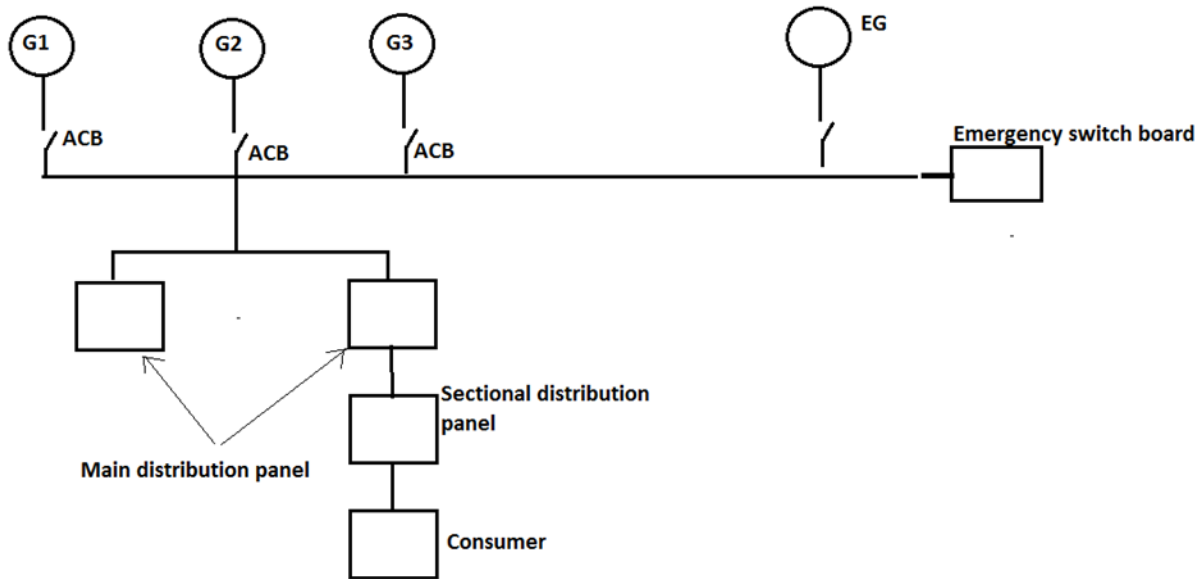 G1
G2
G3
EG
ACB
ACB
ACB
Emergency switch board
Sectional distribution
panel
Main distribution panel
Consumer